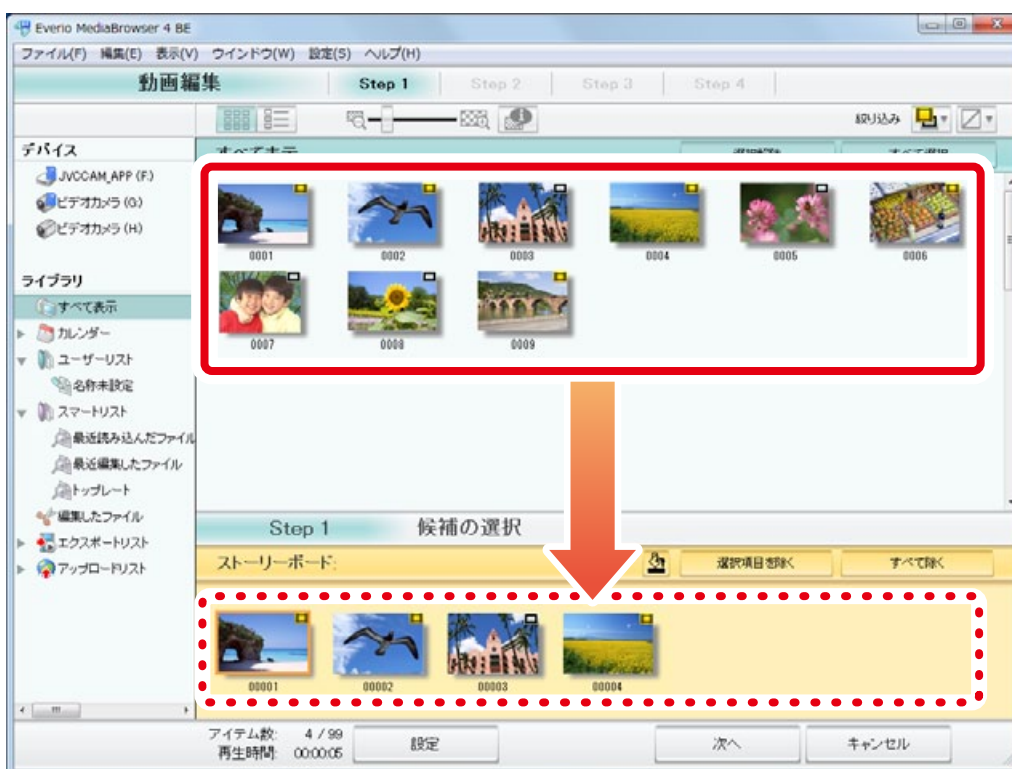 Everio MediaBrowser 4 BE
ファイル(F) 編集(E) 表示(V) ウインドウ(W) 設定(S) ヘルプ(H)
動画編集 Step 1 Step 2 Step 3 Step 4
絞り込み
デバイス
すべて表示 選択解除 すべて選択
JVCCAM_APP (F:)
ビデオカメラ (G:)
ビデオカメラ (H:)
0001 0002 0003 0004 0005 0006
0007 0008 0009
ライブラリ
すべて表示
カレンダー
ユーザーリスト
名称未設定
スマートリスト
最近読み込んだファイル
最近編集したファイル
トップレート
編集したファイル
エクスポートリスト
アップロードリスト
Step 1 候補の選択
ストーリーボード: 選択項目を除く すべて除く
00001 00002 00003 00004
アイテム数: 4 / 99
再生時間: 00:00:05
設定 次へ キャンセル